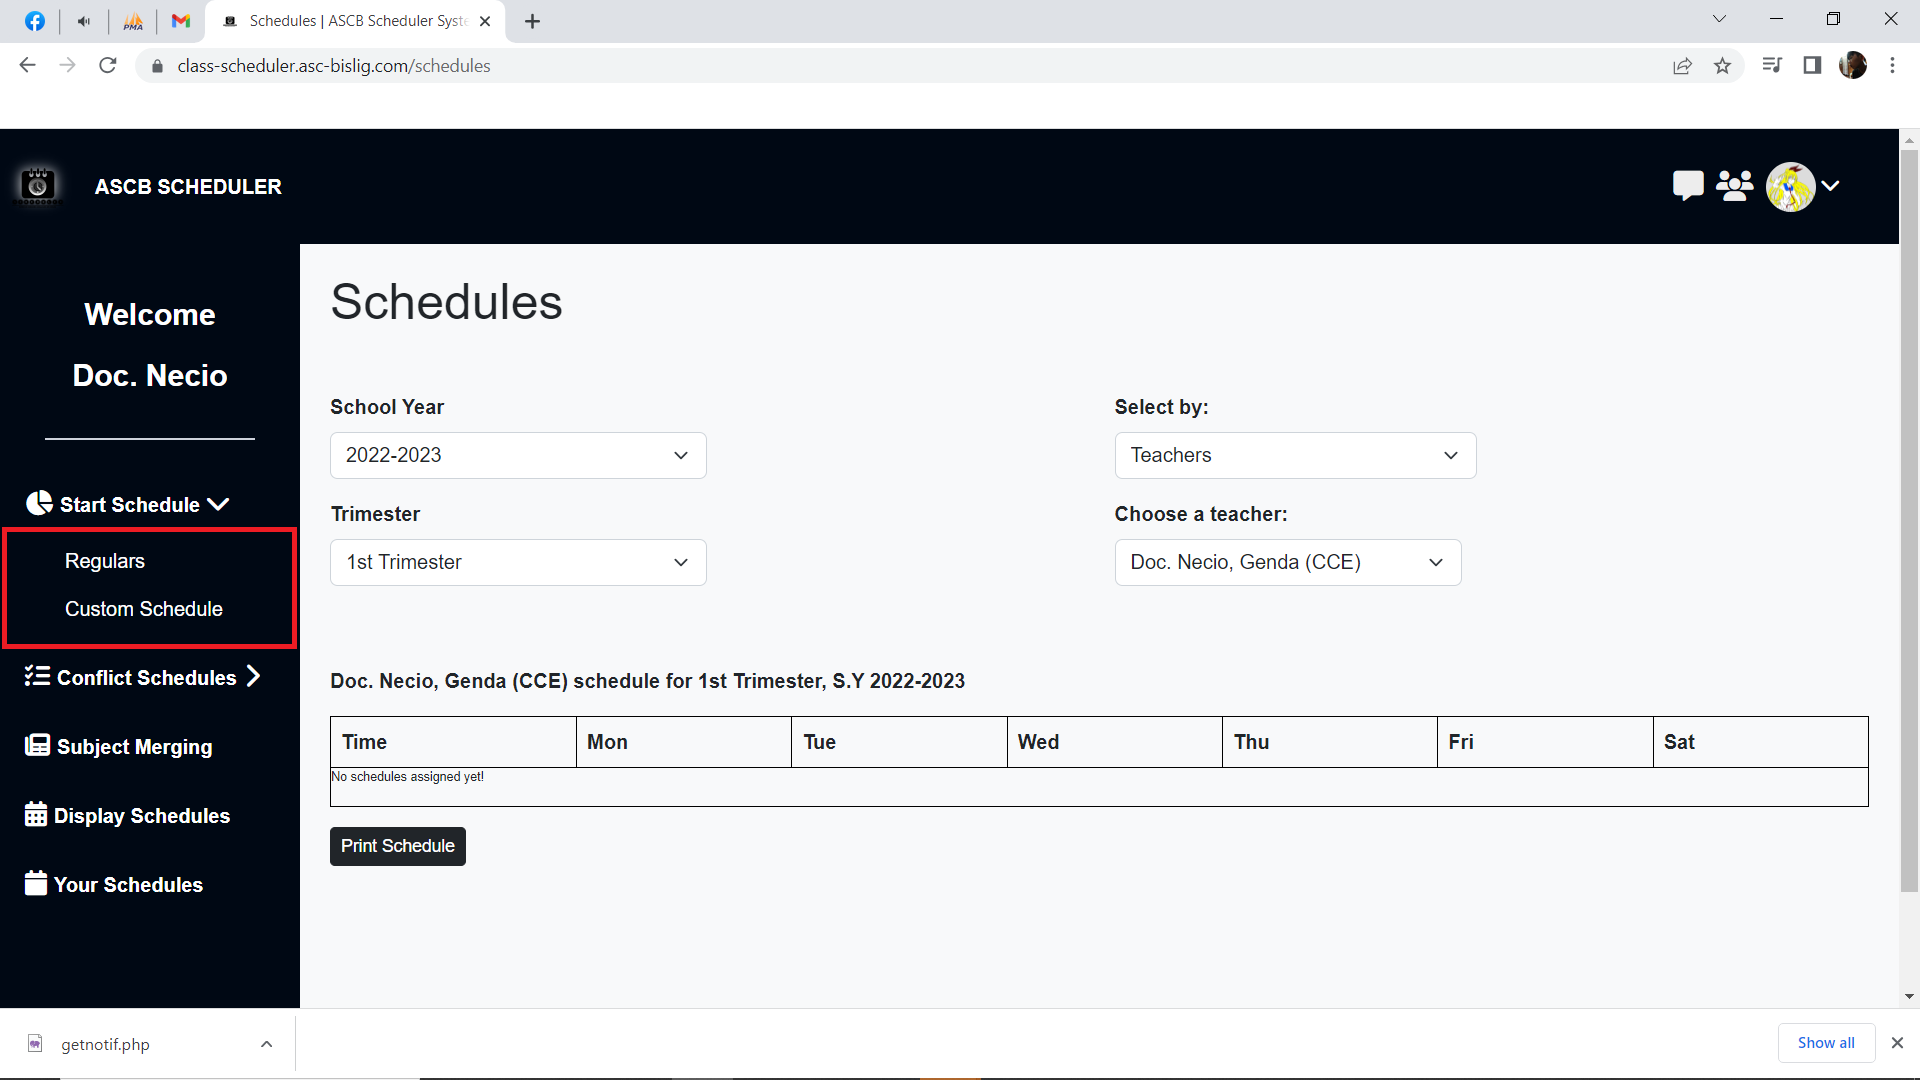 Schedules | ASCB Scheduler Syste
class-scheduler.asc-bislig.com/schedules
PMA
ASCB SCHEDULER
Welcome
Doc. Necio
Start Schedule
Regulars
Custom Schedule
Conflict Schedules
Subject Merging
Display Schedules
Your Schedules
Schedules
School Year
2022-2023
Select by:
Teachers
Trimester
1st Trimester
Choose a teacher:
Doc. Necio, Genda (CCE)
Doc. Necio, Genda (CCE) schedule for 1st Trimester, S.Y 2022-2023
Time Mon Tue Wed Thu Fri Sat
No schedules assigned yet!
Print Schedule
getnotif.php
Show all